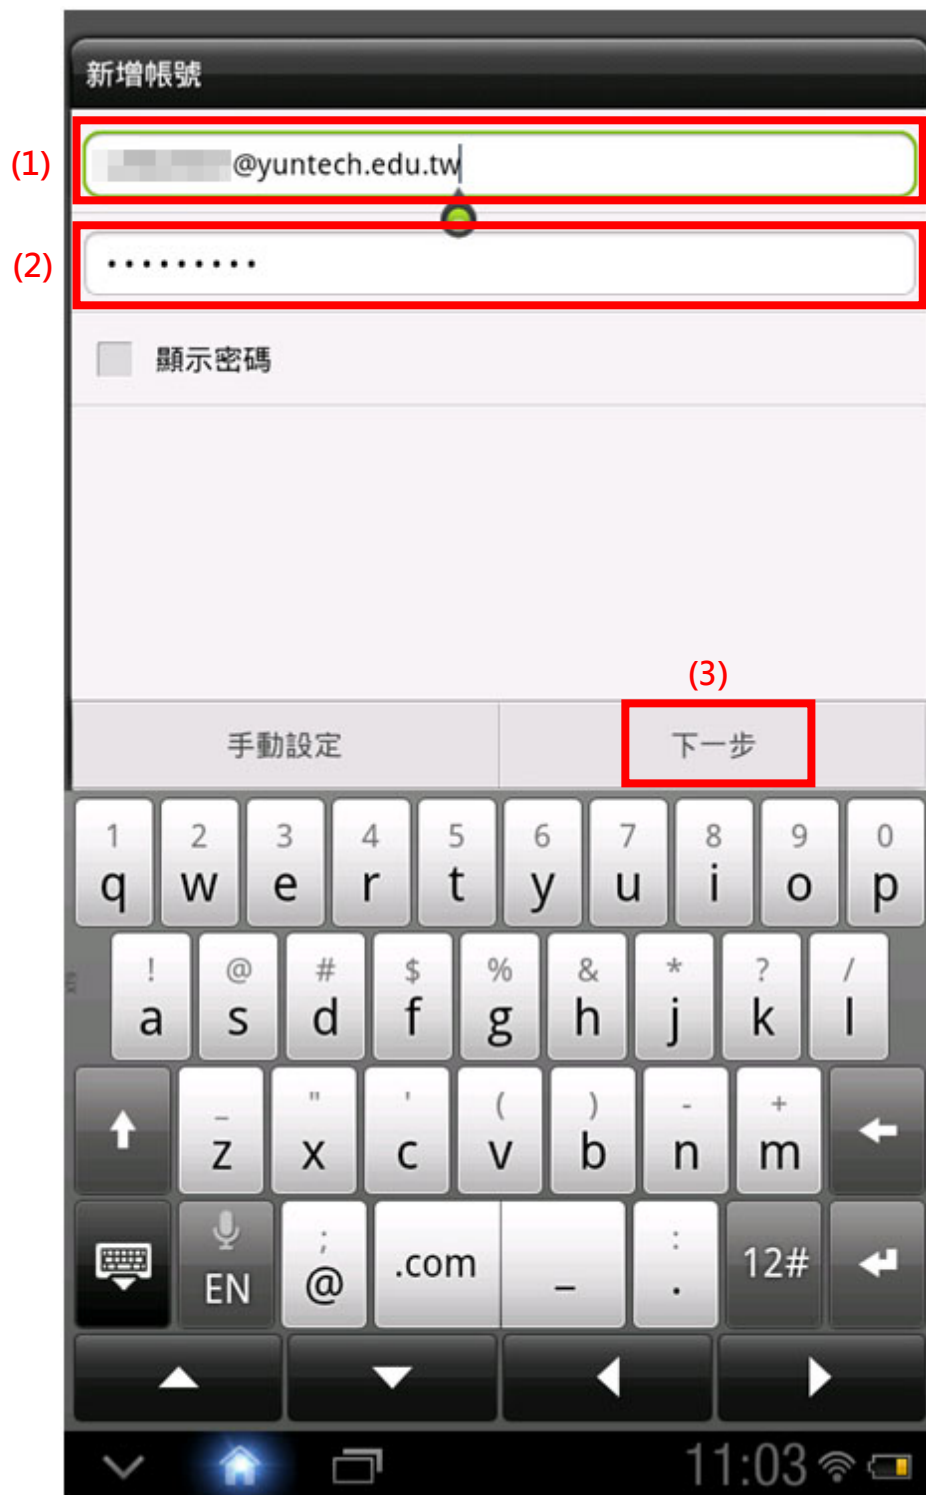 新增帳號
(1)
@yuntech.edu.tw
(2)
•••••••••
顯示密碼
(3)
手動設定
下一步
1 2 3 4 5 6 7 8 9 0
q w e r t y u i o p
! @ # $ % & * ? /
a s d f g h j k l
_ " ' ( ) - +
z x c v b n m
; :
EN @ .com _ . 12#
11:03